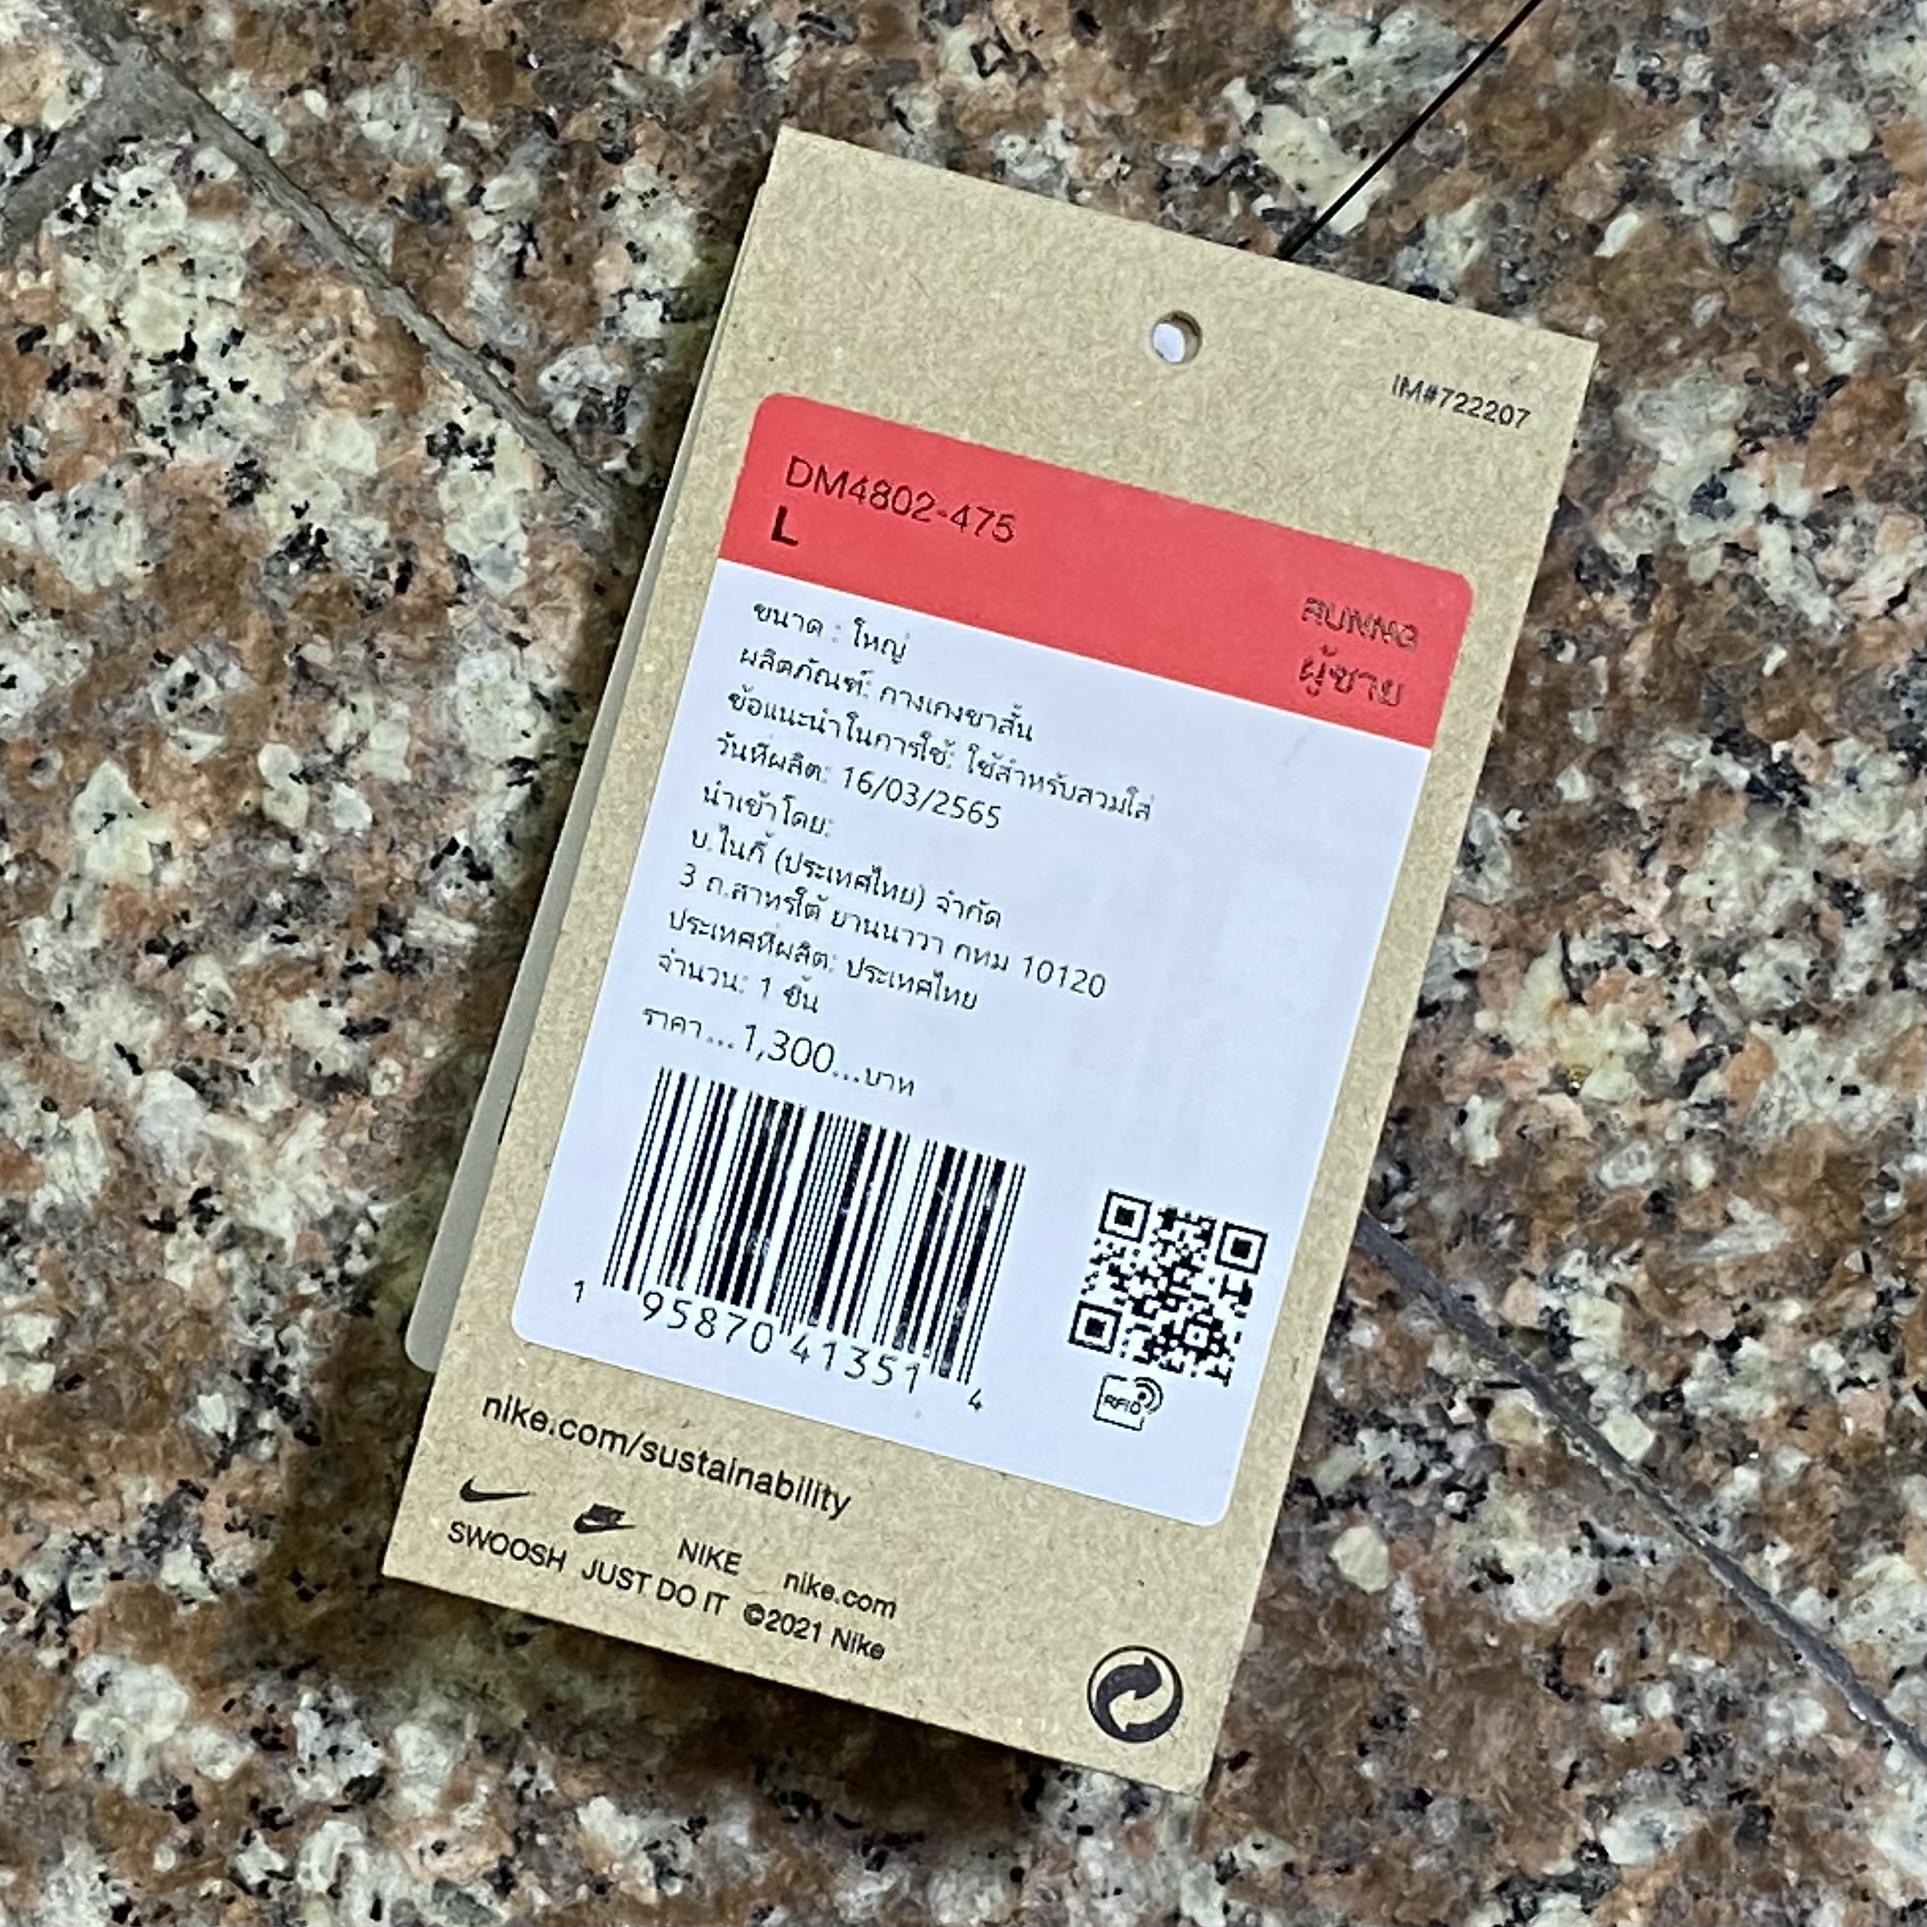 IM#722207
DM4802-475
L
RUNNG
ผู้ชาย
ขนาด : ใหญ่
ผลิตภัณฑ์: กางเกงขาสั้น
ข้อแนะนำในการใช้: ใช้สำหรับสวมใส่
วันที่ผลิต: 16/03/2565
นำเข้าโดย:
บ.ไนกี้ (ประเทศไทย) จำกัด
3 ถ.สาทรใต้ ยานนาวา กทม 10120
ประเทศที่ผลิต: ประเทศไทย
จำนวน: 1 ชิ้น
ราคา...1,300...บาท
1 95870 41351 4
RFID
nike.com/sustainability
NIKE nike.com
SWOOSH JUST DO IT ©2021 Nike